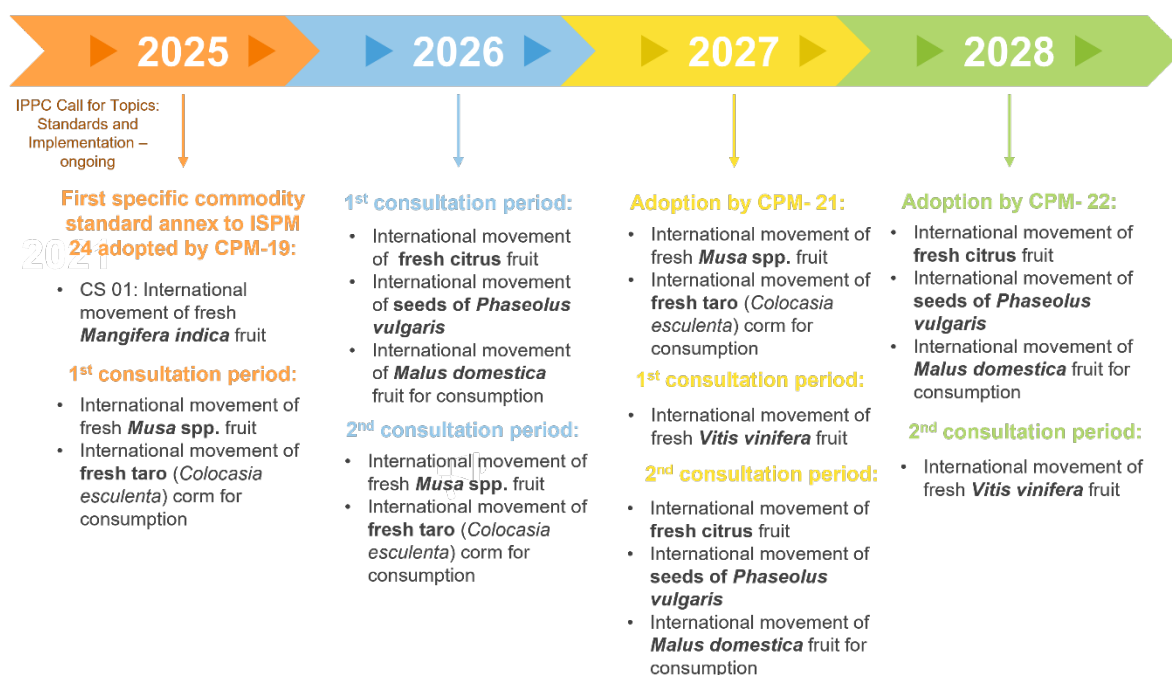 2025
2026
2027
2028
IPPC Call for Topics:
Standards and
Implementation –
ongoing
First specific commodity
standard annex to ISPM
24 adopted by CPM-19:
2021
• CS 01: International
movement of fresh
Mangifera indica fruit
1st consultation period:
• International movement of
fresh Musa spp. fruit
• International movement of
fresh taro (Colocasia
esculenta) corm for
consumption
1st consultation period:
• International movement
of fresh citrus fruit
• International movement
of seeds of Phaseolus
vulgaris
• International movement
of Malus domestica
fruit for consumption
2nd consultation period:
• International movement of
fresh Musa spp. fruit
• International movement of
fresh taro (Colocasia
esculenta) corm for
consumption
Adoption by CPM- 21:
• International movement of
fresh Musa spp. fruit
• International movement of
fresh taro (Colocasia
esculenta) corm for
consumption
1st consultation period:
• International movement of
fresh Vitis vinifera fruit
2nd consultation period:
• International movement of
fresh citrus fruit
• International movement of
seeds of Phaseolus
vulgaris
• International movement of
Malus domestica fruit for
consumption
Adoption by CPM- 22:
• International movement of
fresh citrus fruit
• International movement of
seeds of Phaseolus
vulgaris
• International movement of
Malus domestica fruit for
consumption
2nd consultation period:
• International movement of
fresh Vitis vinifera fruit